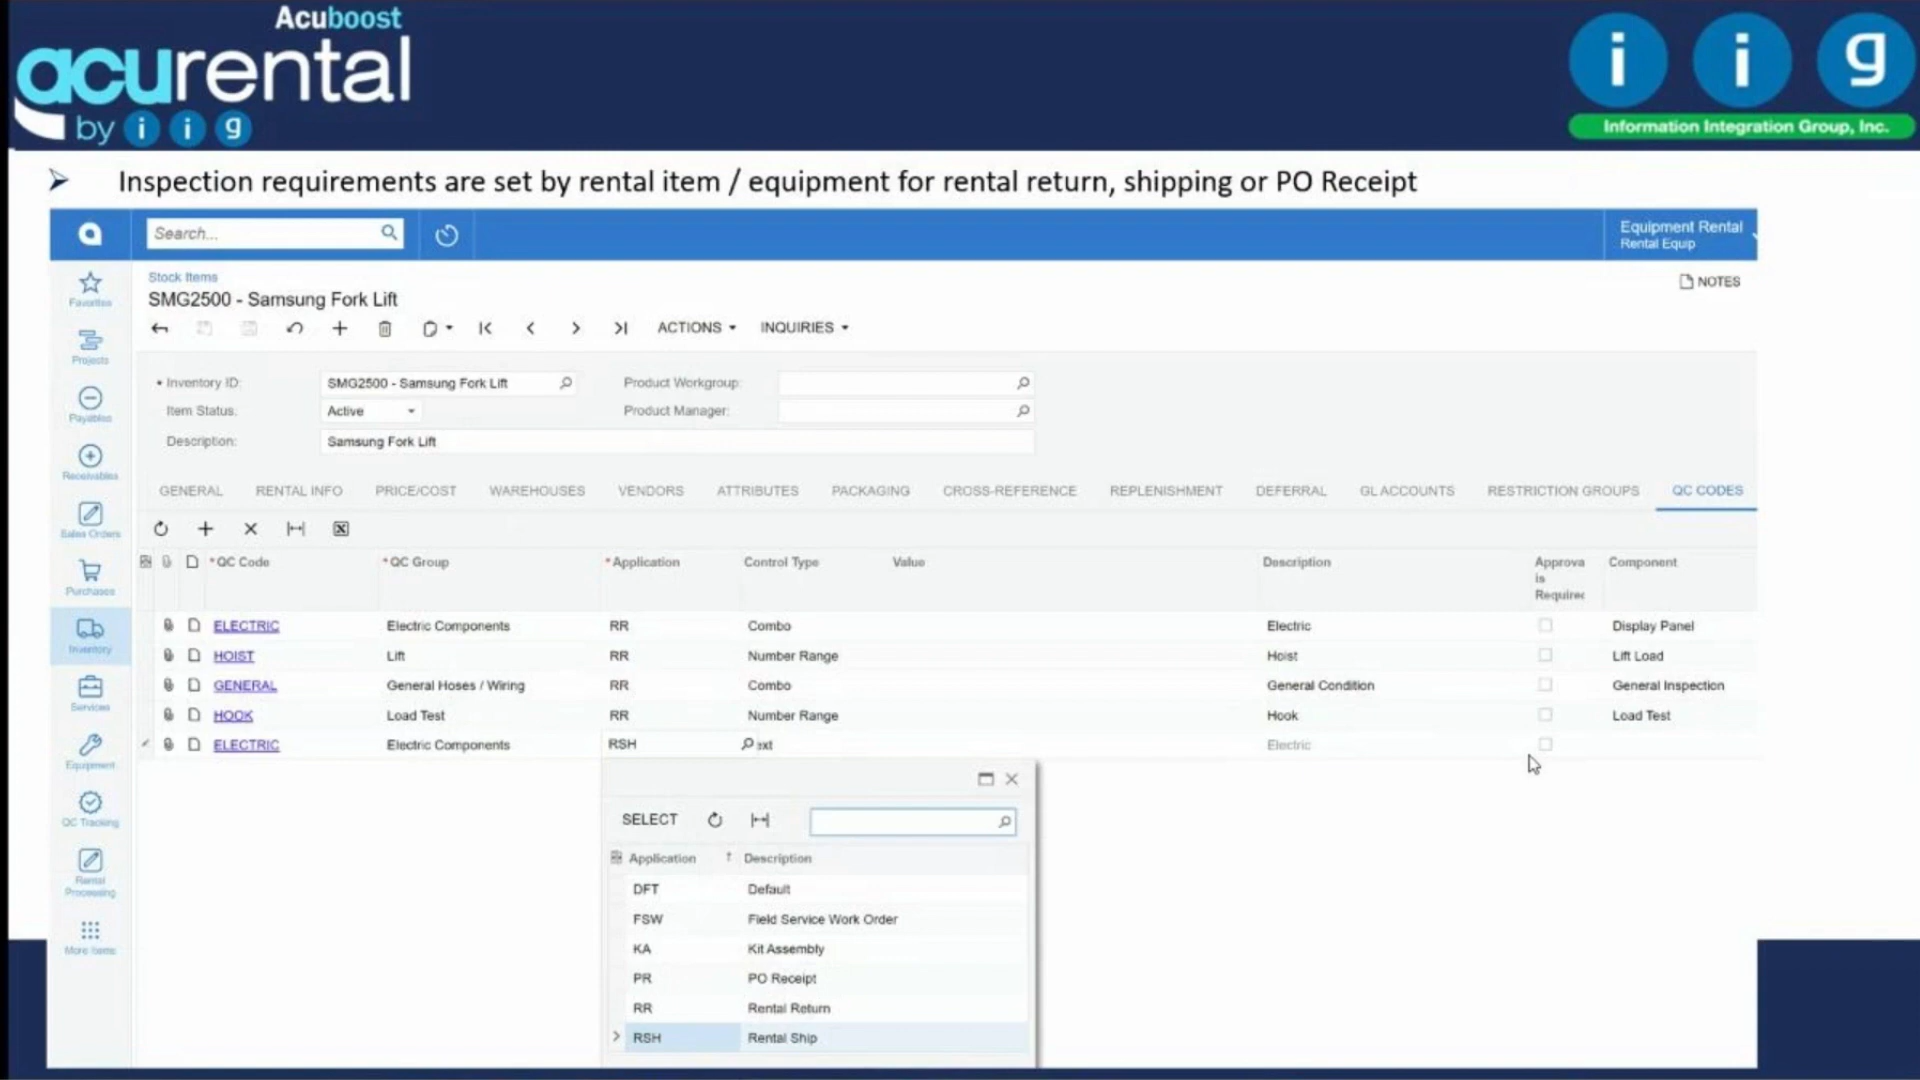 Acuboost
acurental
by i i g
i i g
Information Integration Group, Inc.
Inspection requirements are set by rental item / equipment for rental return, shipping or PO Receipt
Search...
Equipment Rental
Rental Equip
Favorites
Projects
Payables
Receivables
Sales Orders
Purchases
Inventory
Services
Equipment
QC Tracking
Rental
Processing
More Items
Stock Items
NOTES
SMG2500 - Samsung Fork Lift
ACTIONS INQUIRIES
Inventory ID: SMG2500 - Samsung Fork Lift Product Workgroup:
Item Status: Active Product Manager:
Description: Samsung Fork Lift
GENERAL RENTAL INFO PRICE/COST WAREHOUSES VENDORS ATTRIBUTES PACKAGING CROSS-REFERENCE REPLENISHMENT DEFERRAL GL ACCOUNTS RESTRICTION GROUPS QC CODES
*QC Code *QC Group *Application Control Type Value Description Approva Component
is
Requirec
ELECTRIC Electric Components RR Combo Electric Display Panel
HOIST Lift RR Number Range Hoist Lift Load
GENERAL General Hoses / Wiring RR Combo General Condition General Inspection
HOOK Load Test RR Number Range Hook Load Test
ELECTRIC Electric Components RSH ext Electric
SELECT
Application Description
DFT Default
FSW Field Service Work Order
KA Kit Assembly
PR PO Receipt
RR Rental Return
RSH Rental Ship